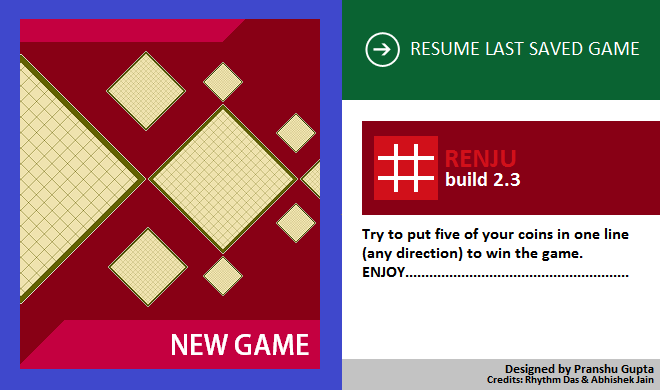 NEW GAME
RESUME LAST SAVED GAME
RENJU
build 2.3
Try to put five of your coins in one line
(any direction) to win the game.
ENJOY........................................................
Designed by Pranshu Gupta
Credits: Rhythm Das & Abhishek Jain